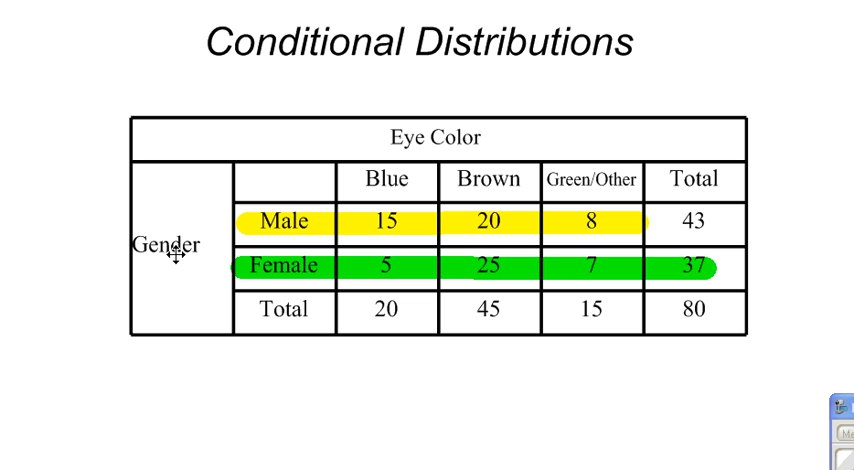 Conditional Distributions
Eye Color
Blue Brown Green/Other Total
Male 15 20 8 43
Gender
Female 5 25 7 37
Total 20 45 15 80